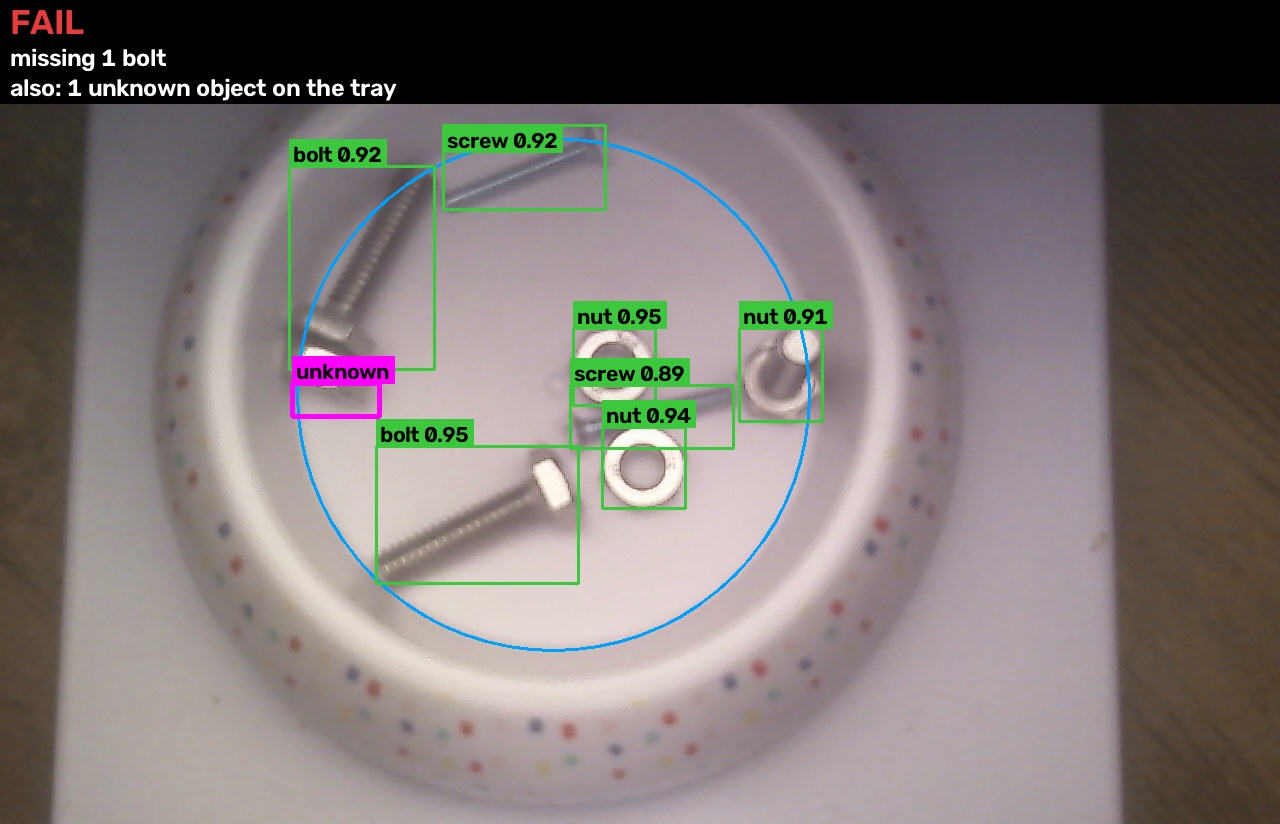 FAIL
missing 1 bolt
also: 1 unknown object on the tray
screw 0.92
bolt 0.92
nut 0.95
nut 0.91
unknown
screw 0.89
nut 0.94
bolt 0.95